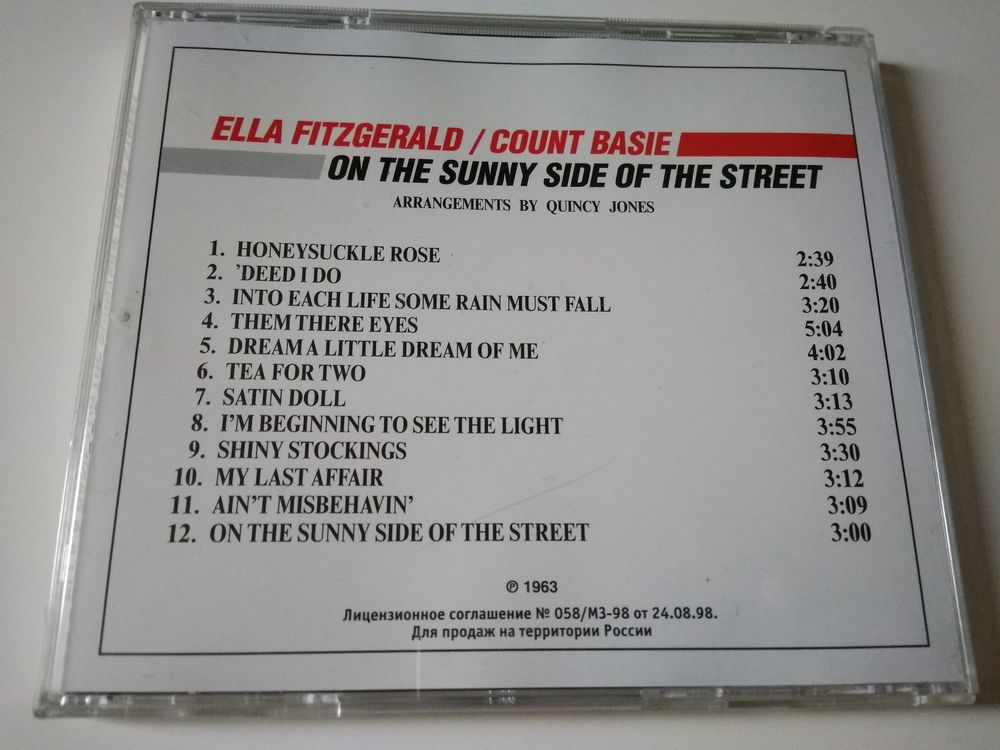 ELLA FITZGERALD / COUNT BASIE
ON THE SUNNY SIDE OF THE STREET
ARRANGEMENTS BY QUINCY JONES
1. HONEYSUCKLE ROSE 2:39
2. 'DEED I DO 2:40
3. INTO EACH LIFE SOME RAIN MUST FALL 3:20
4. THEM THERE EYES 5:04
5. DREAM A LITTLE DREAM OF ME 4:02
6. TEA FOR TWO 3:10
7. SATIN DOLL 3:13
8. I'M BEGINNING TO SEE THE LIGHT 3:55
9. SHINY STOCKINGS 3:30
10. MY LAST AFFAIR 3:12
11. AIN'T MISBEHAVIN' 3:09
12. ON THE SUNNY SIDE OF THE STREET 3:00
℗ 1963
Лицензионное соглашение № 058/МЗ-98 от 24.08.98.
Для продаж на территории России